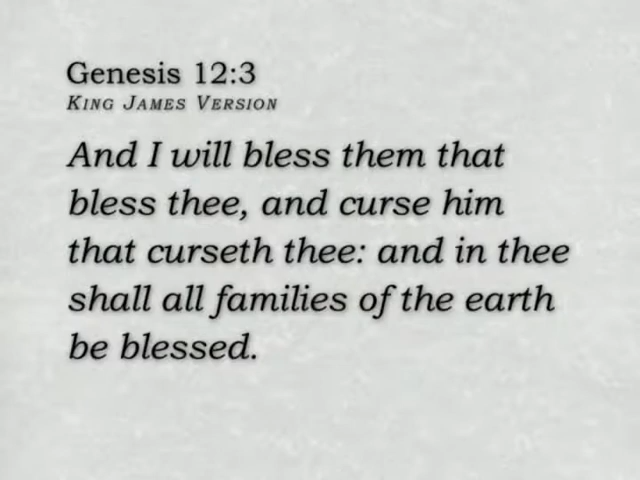 Genesis 12:3
King James Version
And I will bless them that
bless thee, and curse him
that curseth thee: and in thee
shall all families of the earth
be blessed.